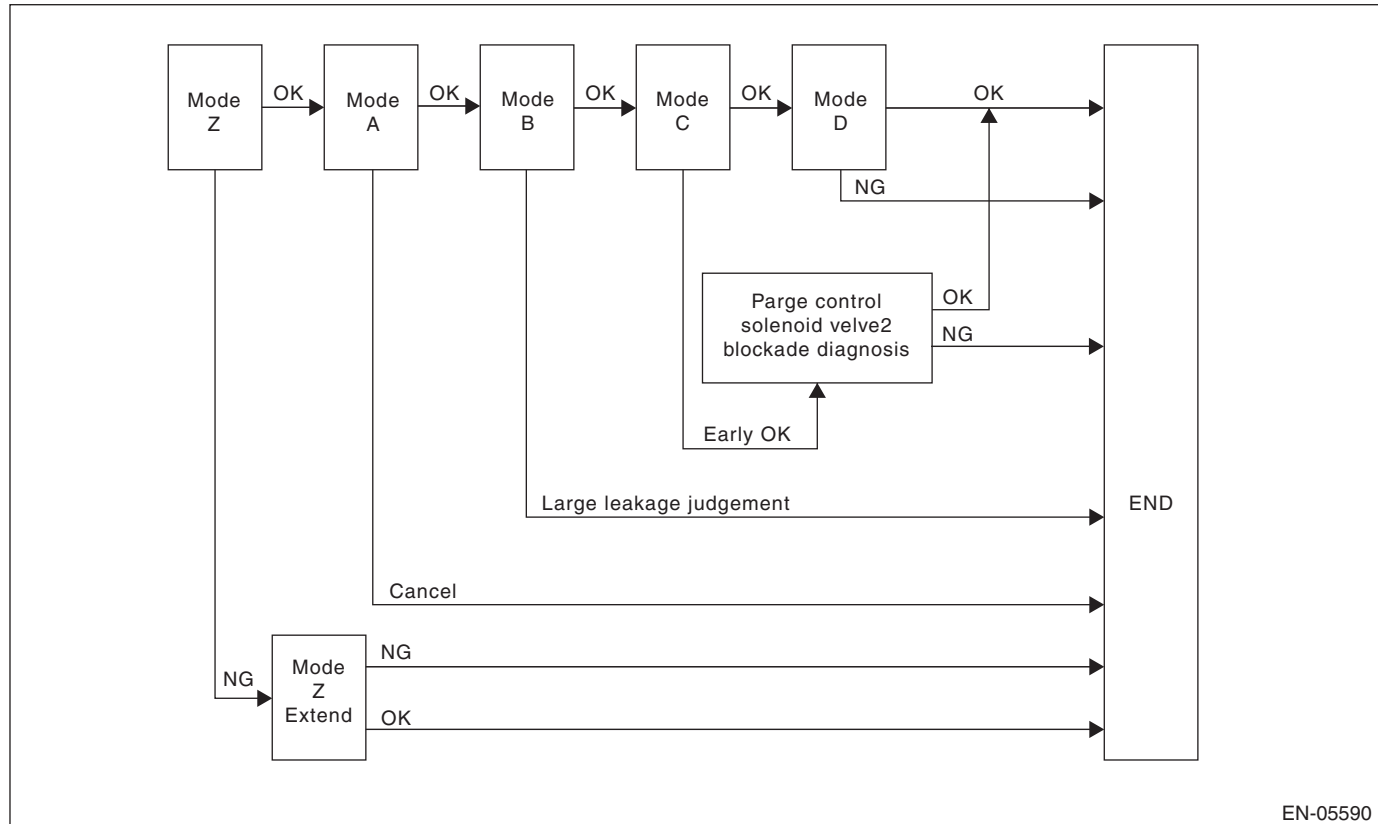 Mode
Z
OK
Mode
A
OK
Mode
B
OK
Mode
C
OK
Mode
D
OK
NG
Parge control
solenoid velve2
blockade diagnosis
OK
NG
Early OK
Large leakage judgement
END
Cancel
NG
Mode
Z
Extend
NG
OK
EN-05590